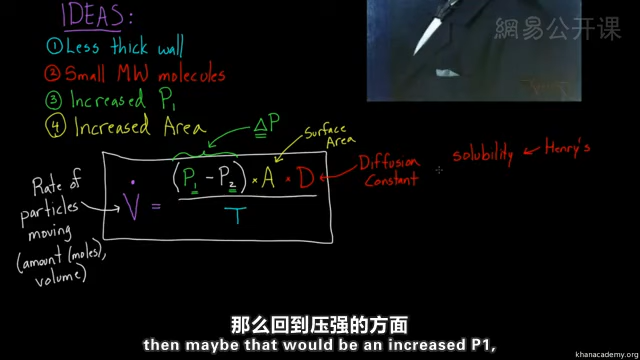 IDEAS:
① Less thick wall
② Small MW molecules
③ Increased P₁
④ Increased Area
網易公开课
ΔP
Surface Area
Diffusion Constant
solubility ← Henry's
Rate of particles moving (amount (moles), volume)
V̇ = (P₁ - P₂) × A · D
T
那么回到压强的方面
then maybe that would be an increased P1,
khanacademy.org